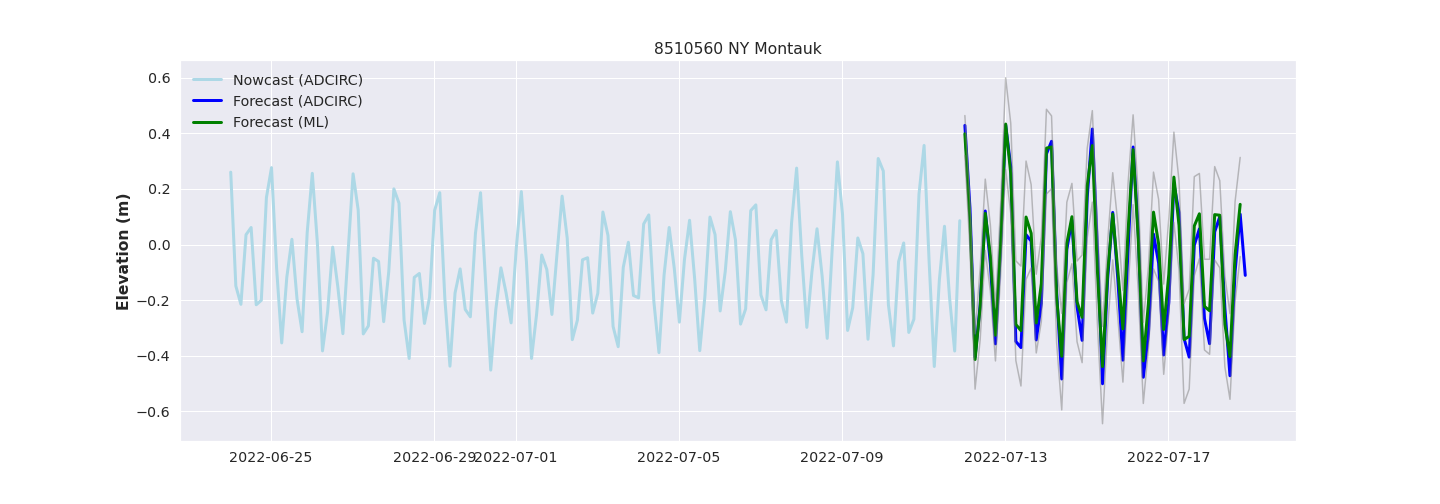 8510560 NY Montauk
Nowcast (ADCIRC)
Forecast (ADCIRC)
Forecast (ML)
Elevation (m)
0.6
0.4
0.2
0.0
−0.2
−0.4
−0.6
2022-06-25
2022-06-29
2022-07-01
2022-07-05
2022-07-09
2022-07-13
2022-07-17